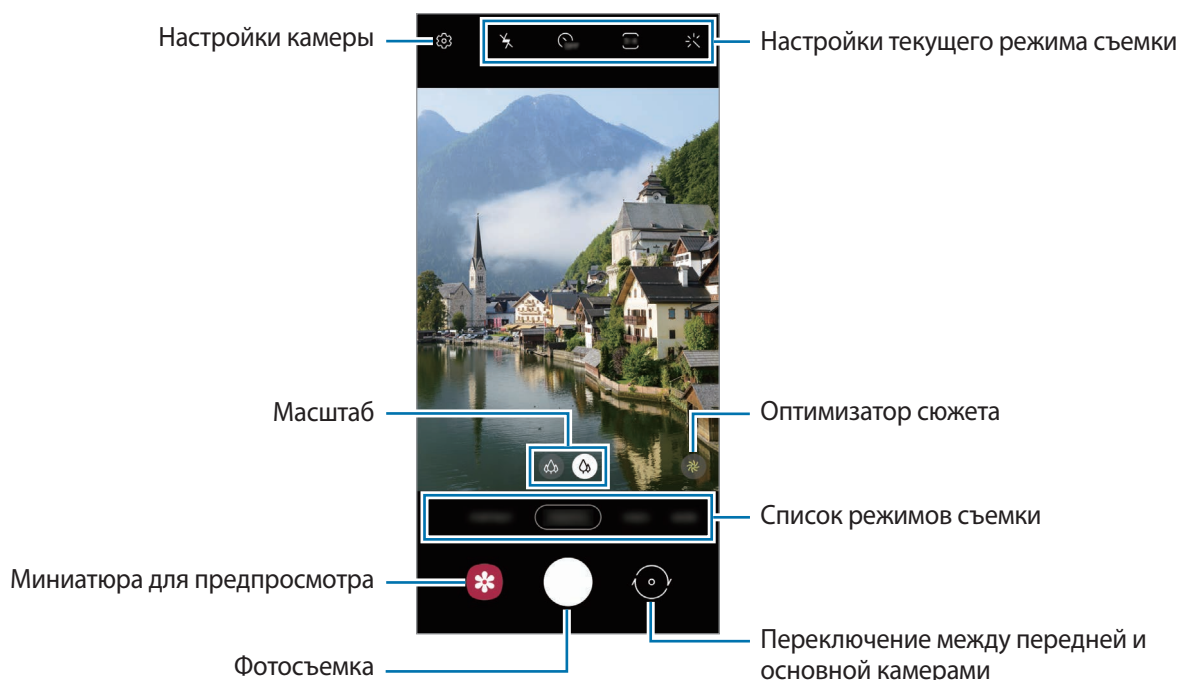 Настройки камеры
Настройки текущего режима съемки
Масштаб
Оптимизатор сюжета
Список режимов съемки
Миниатюра для предпросмотра
Переключение между передней и
основной камерами
Фотосъемка